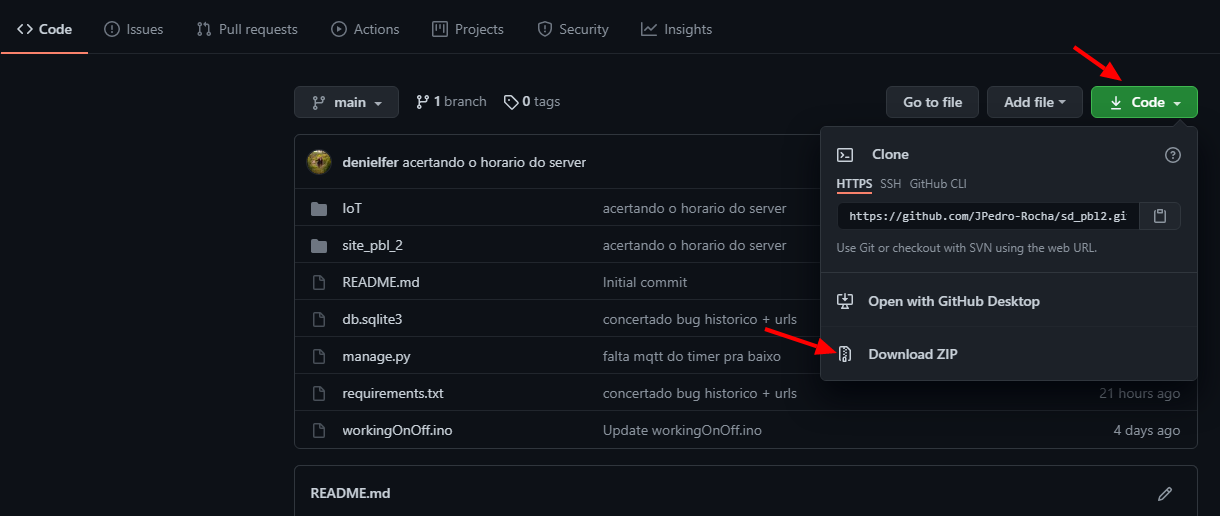 Code Issues Pull requests Actions Projects Security Insights
main 1 branch 0 tags Go to file Add file Code
denielfer acertando o horario do server
Clone
HTTPS SSH GitHub CLI
https://github.com/JPedro-Rocha/sd_pbl2.gi
Use Git or checkout with SVN using the web URL.
Open with GitHub Desktop
Download ZIP
IoT acertando o horario do server
site_pbl_2 acertando o horario do server
README.md Initial commit
db.sqlite3 concertado bug historico + urls
manage.py falta mqtt do timer pra baixo
requirements.txt concertado bug historico + urls 21 hours ago
workingOnOff.ino Update workingOnOff.ino 4 days ago
README.md